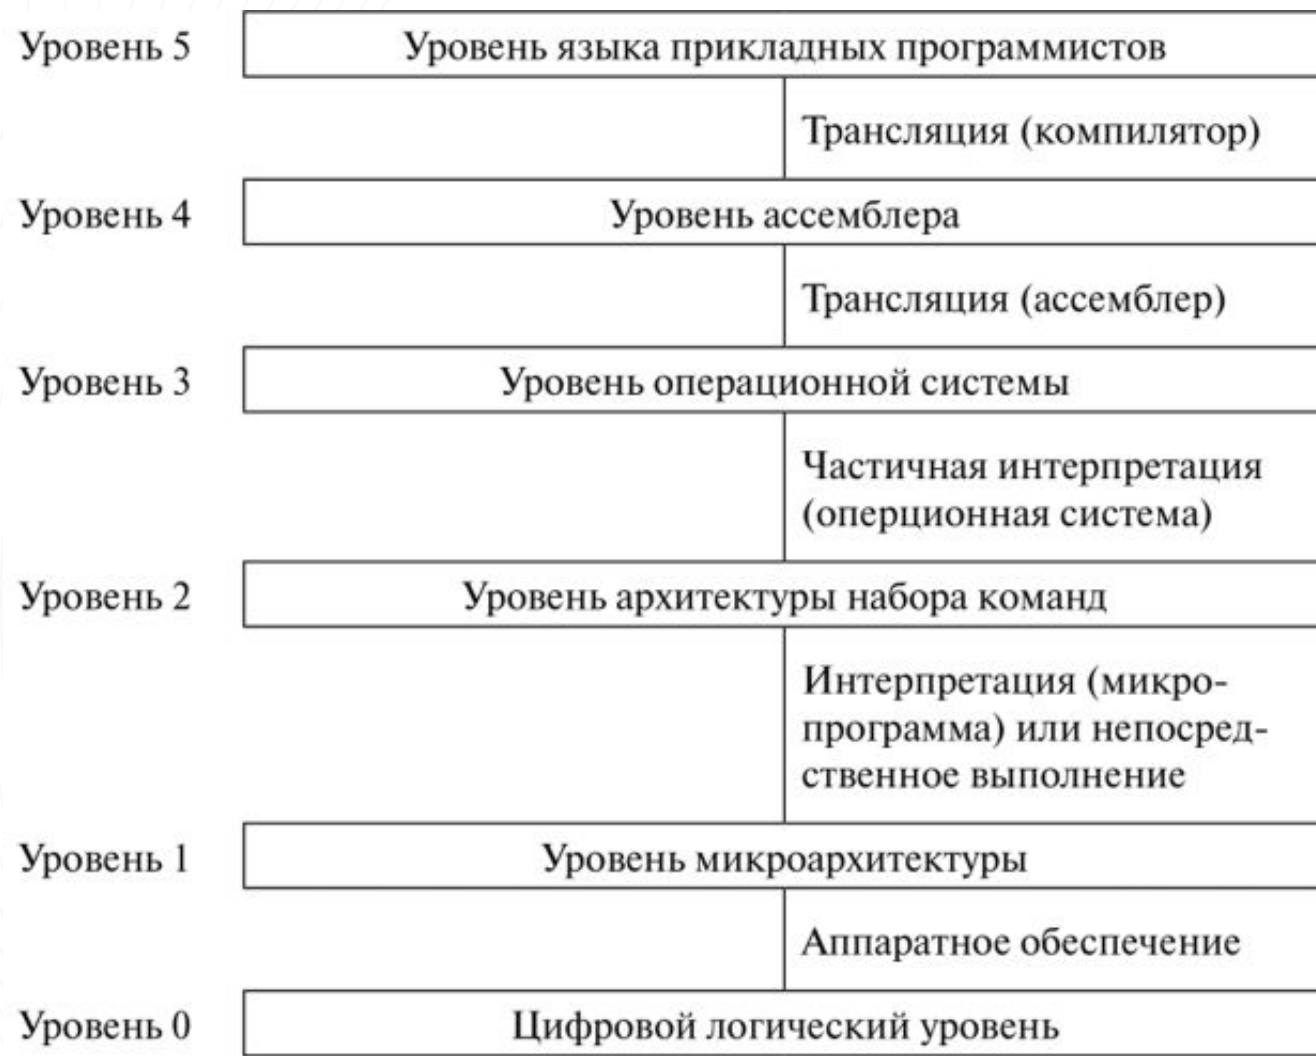 Уровень 5 Уровень языка прикладных программистов
Трансляция (компилятор)
Уровень 4 Уровень ассемблера
Трансляция (ассемблер)
Уровень 3 Уровень операционной системы
Частичная интерпретация
(оперционная система)
Уровень 2 Уровень архитектуры набора команд
Интерпретация (микро-
программа) или непосред-
ственное выполнение
Уровень 1 Уровень микроархитектуры
Аппаратное обеспечение
Уровень 0 Цифровой логический уровень